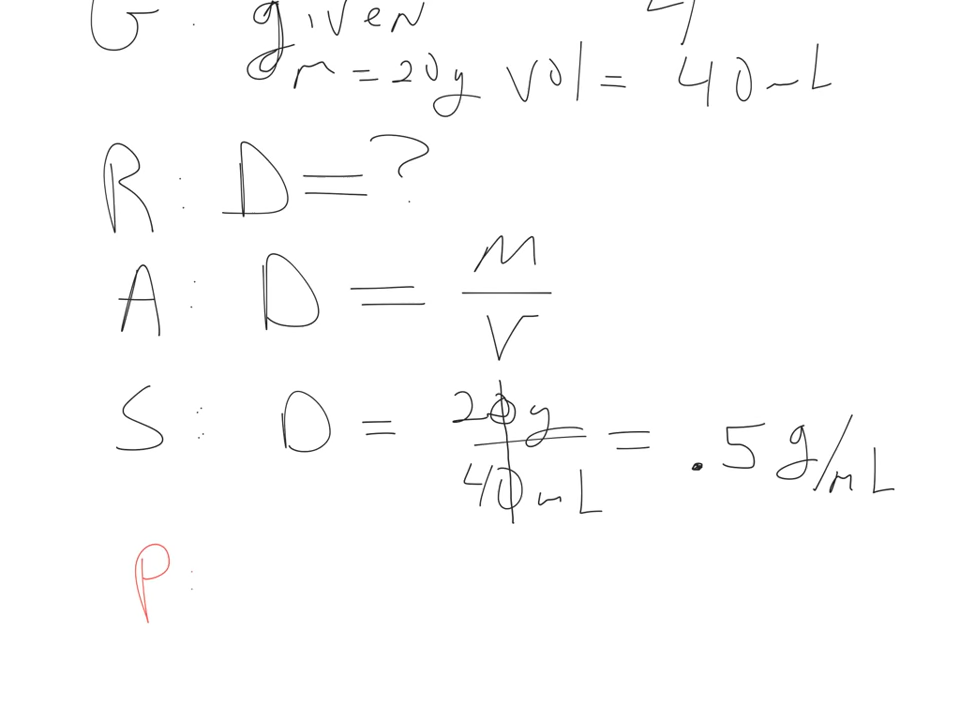 G: given
m = 20g vol = 40mL
R: D = ?
A: D = M/V
S: D = 20g/40mL = .5 g/mL
P: